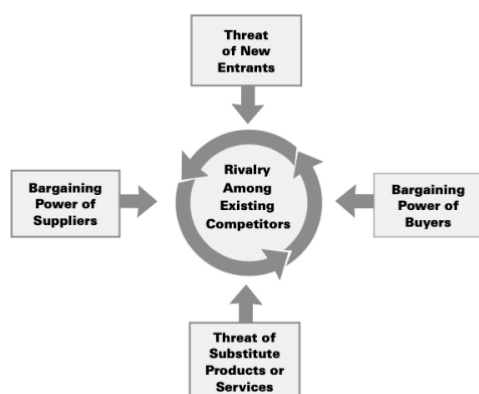 Threat
of New
Entrants
Bargaining
Power of
Suppliers
Rivalry
Among
Existing
Competitors
Bargaining
Power of
Buyers
Threat of
Substitute
Products or
Services